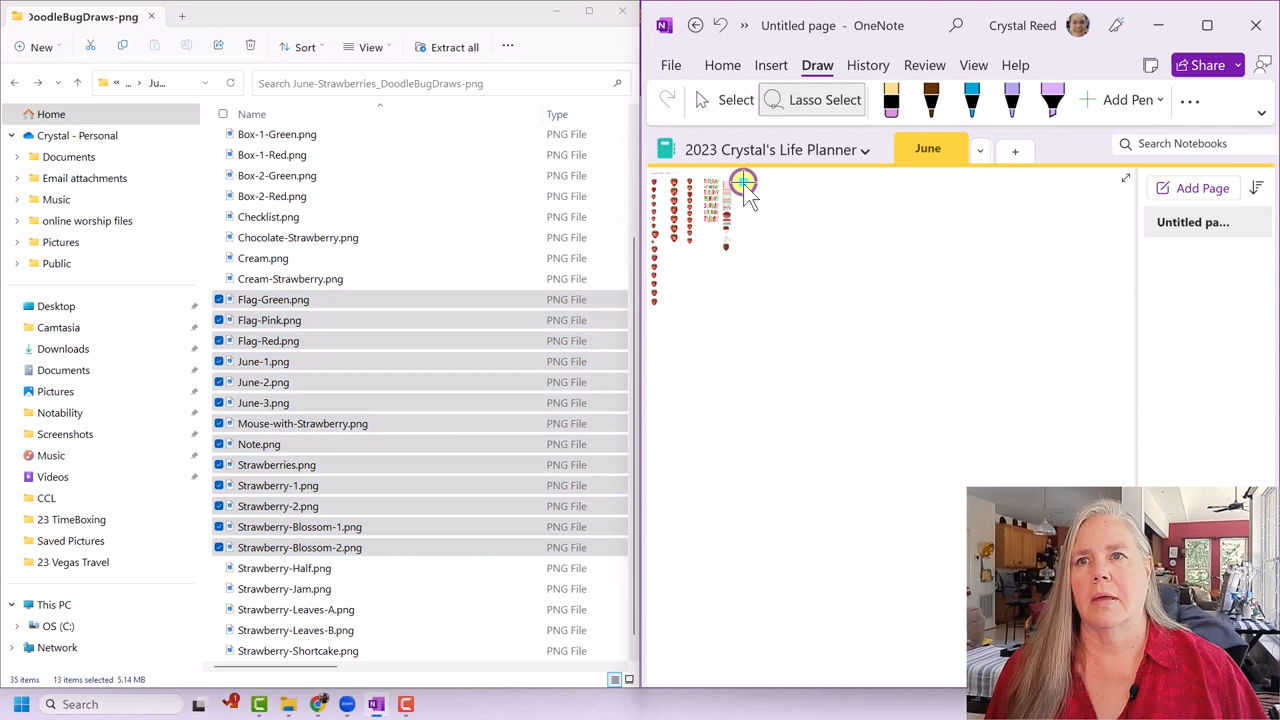 DoodleBugDraws-png
New
Sort
View
Extract all
Ju...
Search June-Strawberries_DoodleBugDraws-png
Home
Crystal - Personal
Documents
Email attachments
Music
online worship files
Pictures
Public
Desktop
Camtasia
Downloads
Documents
Pictures
Notability
Screenshots
Music
Videos
CCL
23 TimeBoxing
Saved Pictures
23 Vegas Travel
This PC
OS (C:)
Network
Name Type
Box-1-Green.png PNG File
Box-1-Red.png PNG File
Box-2-Green.png PNG File
Box-2-Red.png PNG File
Checklist.png PNG File
Chocolate-Strawberry.png PNG File
Cream.png PNG File
Cream-Strawberry.png PNG File
Flag-Green.png PNG File
Flag-Pink.png PNG File
Flag-Red.png PNG File
June-1.png PNG File
June-2.png PNG File
June-3.png PNG File
Mouse-with-Strawberry.png PNG File
Note.png PNG File
Strawberries.png PNG File
Strawberry-1.png PNG File
Strawberry-2.png PNG File
Strawberry-Blossom-1.png PNG File
Strawberry-Blossom-2.png PNG File
Strawberry-Half.png PNG File
Strawberry-Jam.png PNG File
Strawberry-Leaves-A.png PNG File
Strawberry-Leaves-B.png PNG File
Strawberry-Shortcake.png PNG File
35 items 13 items selected 5.14 MB
Search
Untitled page - OneNote
Crystal Reed
File Home Insert Draw History Review View Help
Share
Select
Lasso Select
Add Pen
2023 Crystal's Life Planner
June
Search Notebooks
Add Page
Untitled pa...